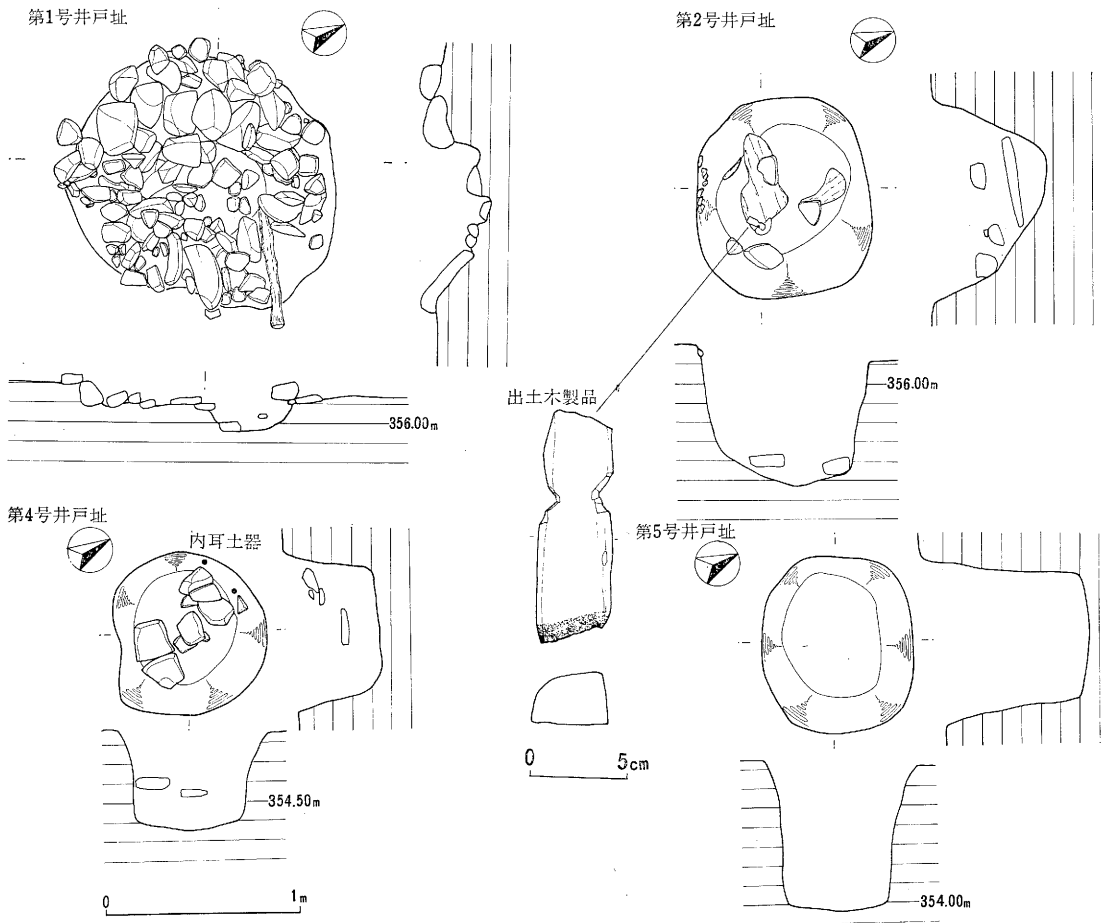 第1号井戸址
356.00m
第2号井戸址
356.00m
出土木製品
0 5cm
第4号井戸址
内耳土器
354.50m
0 1m
第5号井戸址
354.00m